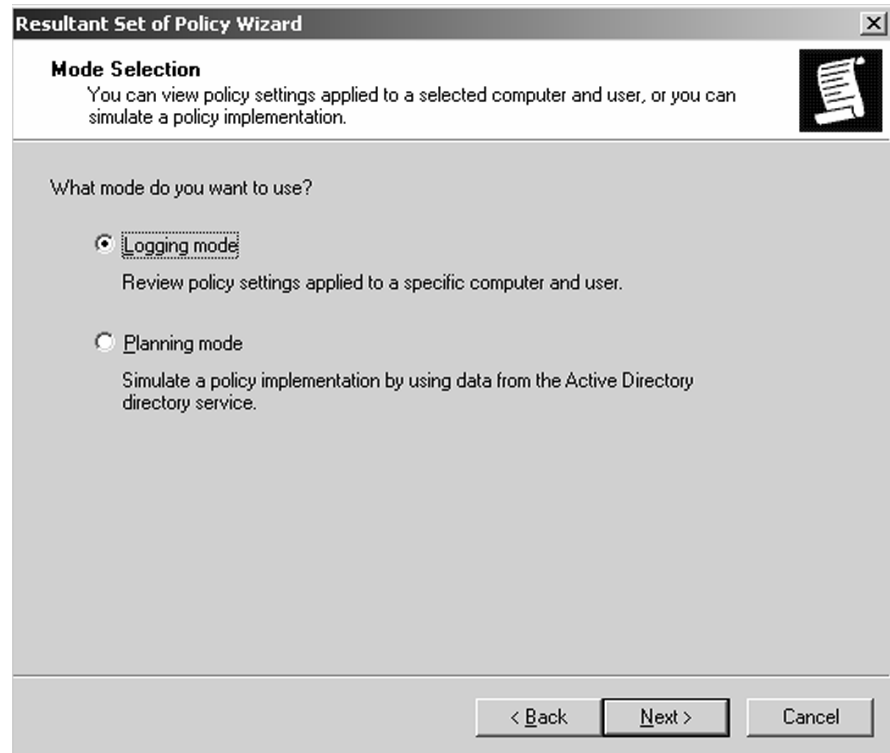 Resultant Set of Policy Wizard
Mode Selection
You can view policy settings applied to a selected computer and user, or you can
simulate a policy implementation.
What mode do you want to use?
Logging mode
Review policy settings applied to a specific computer and user.
Planning mode
Simulate a policy implementation by using data from the Active Directory
directory service.
< Back Next > Cancel